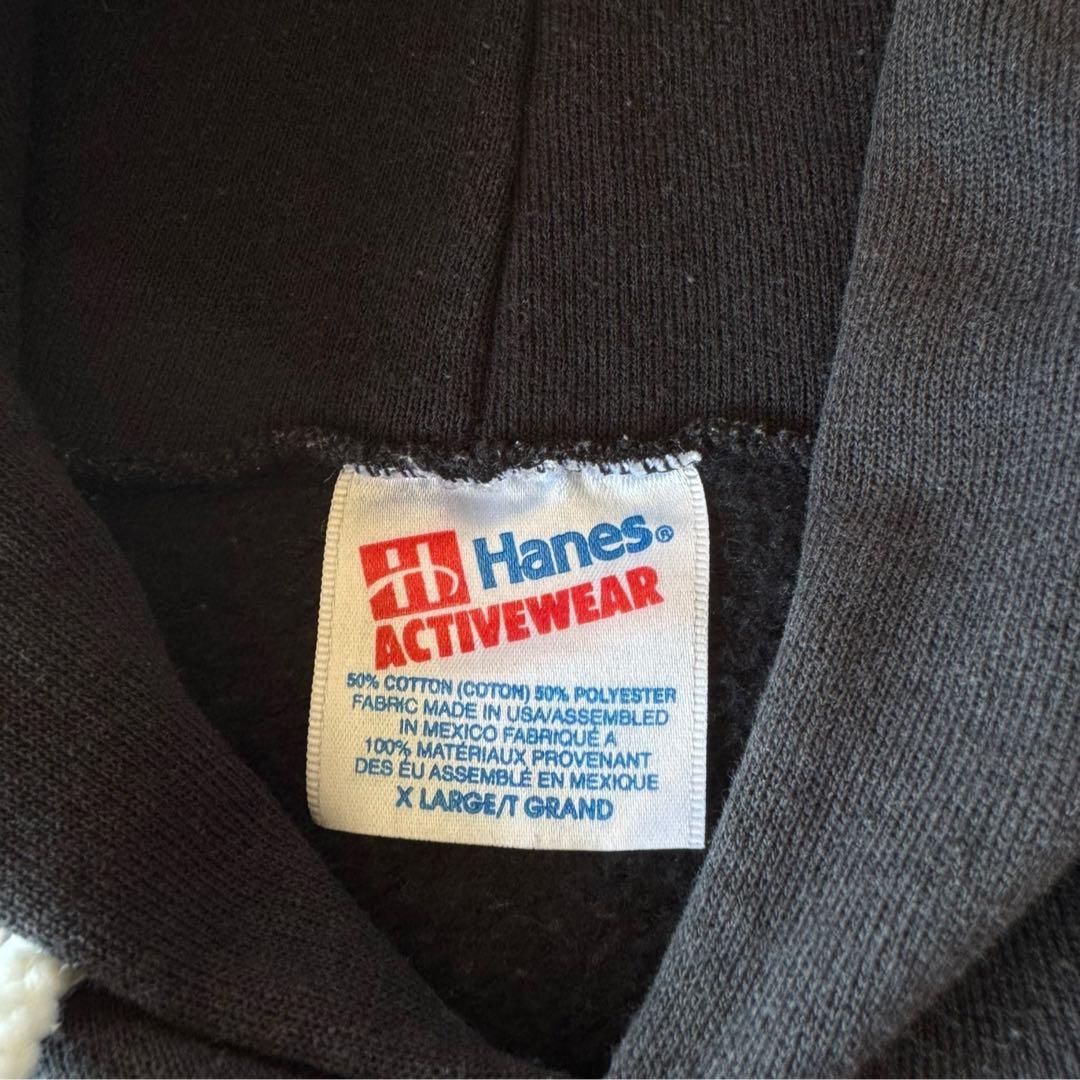 H Hanes®
ACTIVEWEAR
50% COTTON (COTON) 50% POLYESTER
FABRIC MADE IN USA/ASSEMBLED
IN MEXICO FABRIQUÉ A
100% MATÉRIAUX PROVENANT
DES ÉU ASSEMBLÉ EN MEXIQUE
X LARGE/T GRAND